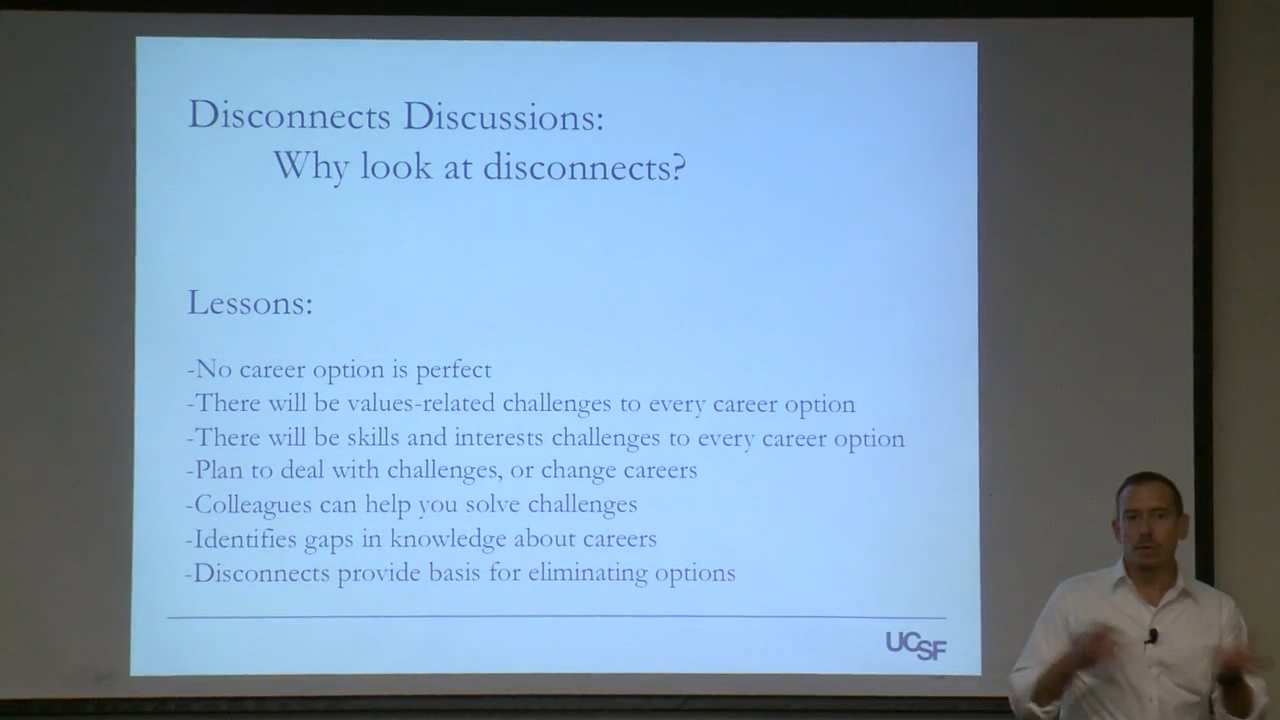 Disconnects Discussions:
Why look at disconnects?
Lessons:
-No career option is perfect
-There will be values-related challenges to every career option
-There will be skills and interests challenges to every career option
-Plan to deal with challenges, or change careers
-Colleagues can help you solve challenges
-Identifies gaps in knowledge about careers
-Disconnects provide basis for eliminating options
UCSF